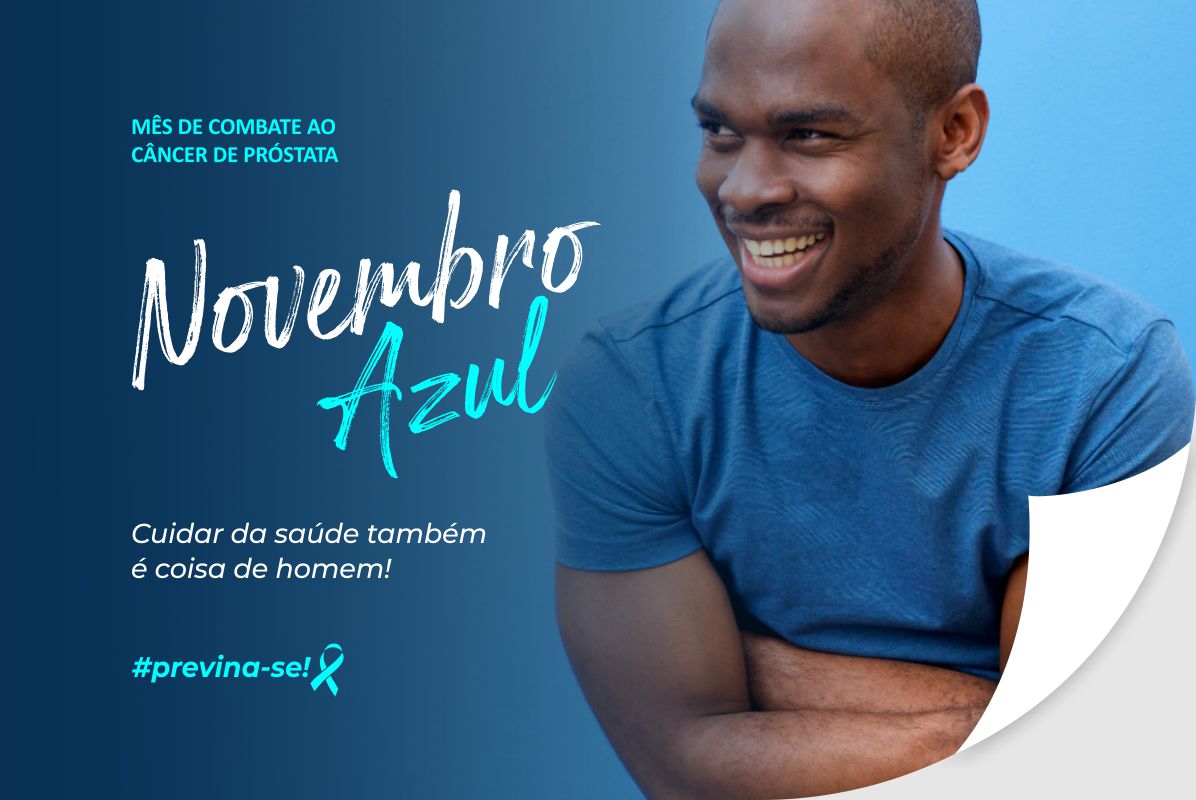 MÊS DE COMBATE AO
CÂNCER DE PRÓSTATA
Novembro
Azul
Cuidar da saúde também
é coisa de homem!
#previna-se!